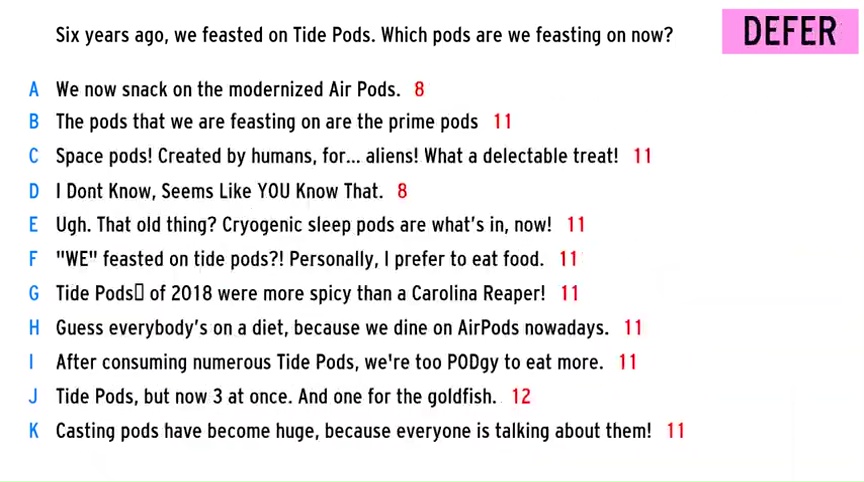 Six years ago, we feasted on Tide Pods. Which pods are we feasting on now?
DEFER
A We now snack on the modernized Air Pods. 8
B The pods that we are feasting on are the prime pods 11
C Space pods! Created by humans, for... aliens! What a delectable treat! 11
D I Dont Know, Seems Like YOU Know That. 8
E Ugh. That old thing? Cryogenic sleep pods are what's in, now! 11
F "WE" feasted on tide pods?! Personally, I prefer to eat food. 11
G Tide Pods▯ of 2018 were more spicy than a Carolina Reaper! 11
H Guess everybody's on a diet, because we dine on AirPods nowadays. 11
I After consuming numerous Tide Pods, we're too PODgy to eat more. 11
J Tide Pods, but now 3 at once. And one for the goldfish. 12
K Casting pods have become huge, because everyone is talking about them! 11